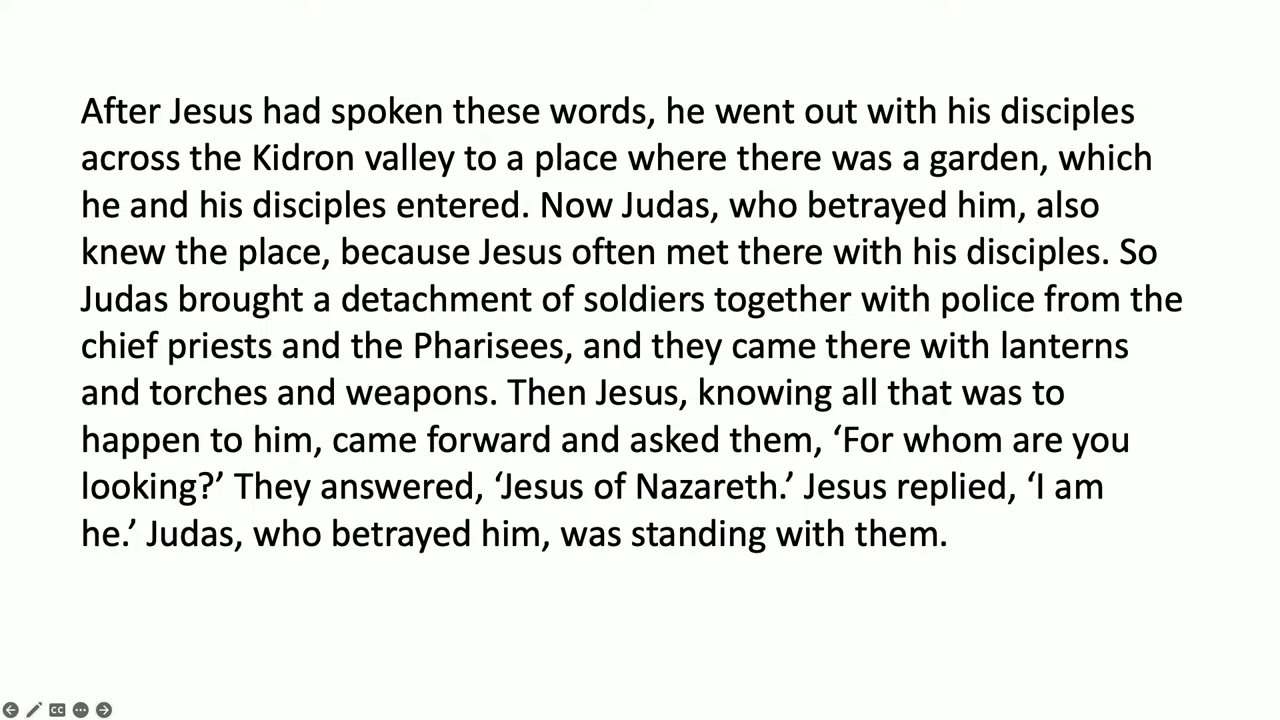 After Jesus had spoken these words, he went out with his disciples
across the Kidron valley to a place where there was a garden, which
he and his disciples entered. Now Judas, who betrayed him, also
knew the place, because Jesus often met there with his disciples. So
Judas brought a detachment of soldiers together with police from the
chief priests and the Pharisees, and they came there with lanterns
and torches and weapons. Then Jesus, knowing all that was to
happen to him, came forward and asked them, ‘For whom are you
looking?’ They answered, ‘Jesus of Nazareth.’ Jesus replied, ‘I am
he.’ Judas, who betrayed him, was standing with them.
CC